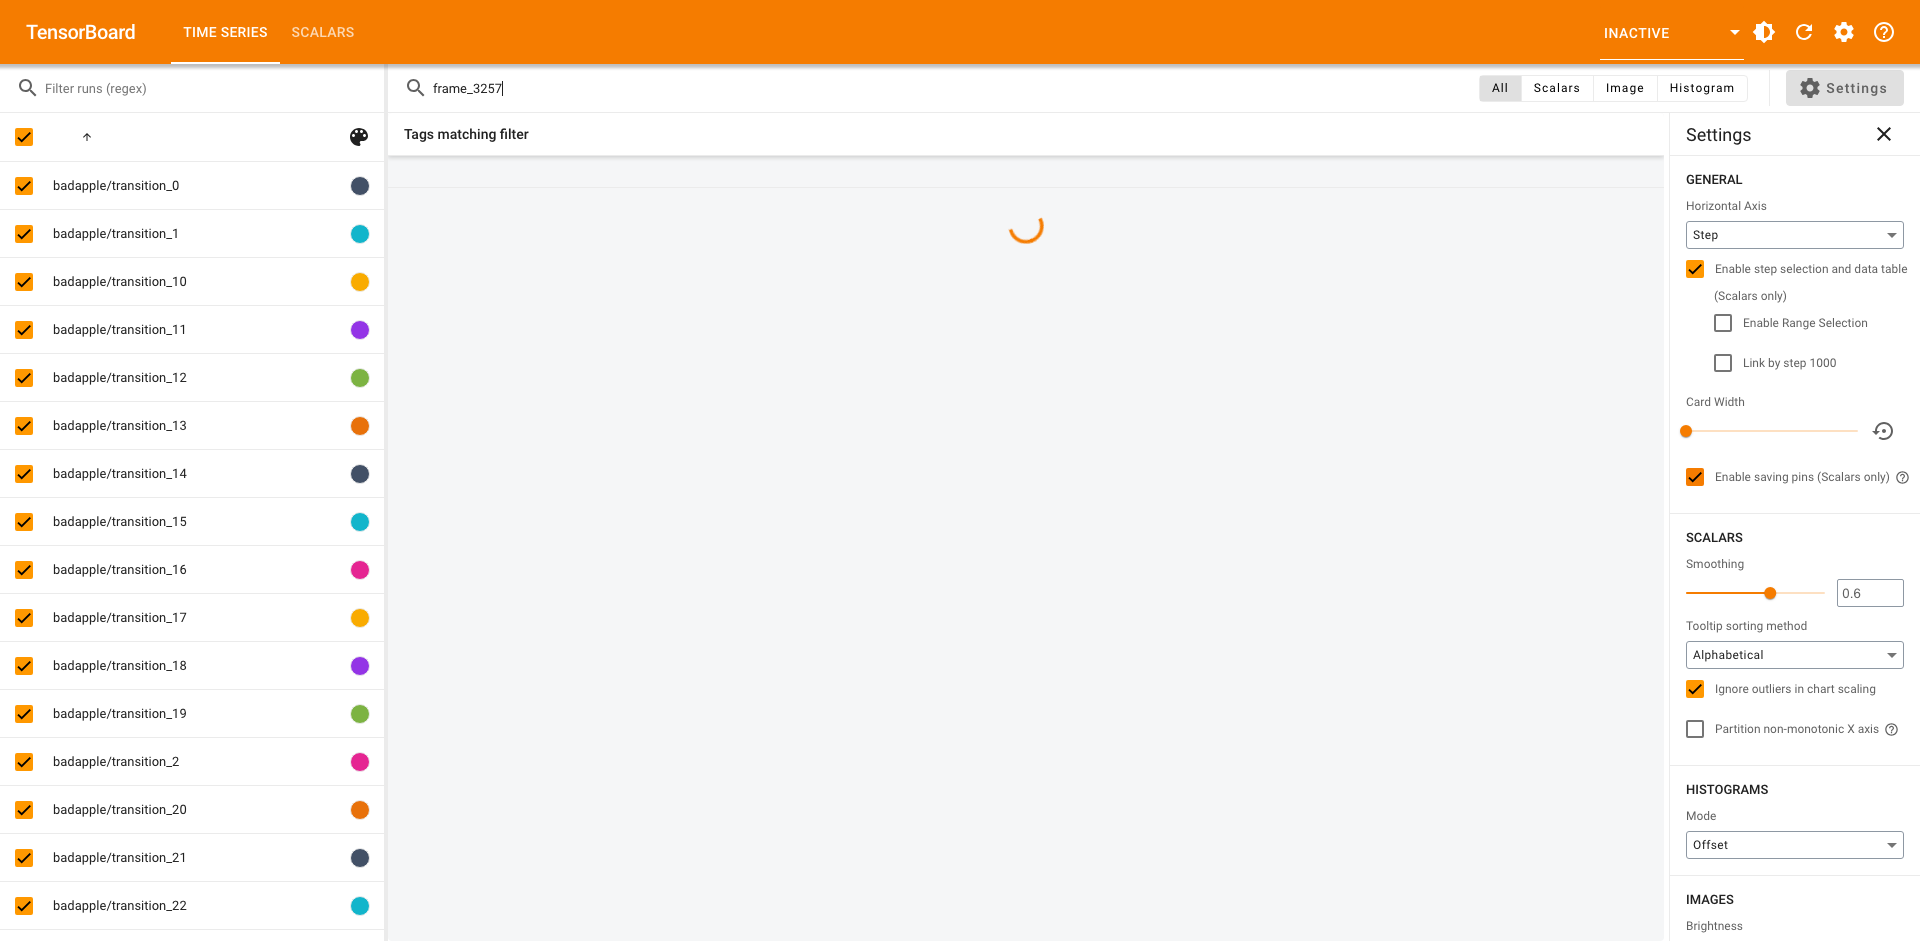 TensorBoard
TIME SERIES
SCALARS
INACTIVE
Filter runs (regex)
frame_3257
All
Scalars
Image
Histogram
Settings
Tags matching filter
badapple/transition_0
badapple/transition_1
badapple/transition_10
badapple/transition_11
badapple/transition_12
badapple/transition_13
badapple/transition_14
badapple/transition_15
badapple/transition_16
badapple/transition_17
badapple/transition_18
badapple/transition_19
badapple/transition_2
badapple/transition_20
badapple/transition_21
badapple/transition_22
Settings
GENERAL
Horizontal Axis
Step
Enable step selection and data table
(Scalars only)
Enable Range Selection
Link by step 1000
Card Width
Enable saving pins (Scalars only)
SCALARS
Smoothing
0.6
Tooltip sorting method
Alphabetical
Ignore outliers in chart scaling
Partition non-monotonic X axis
HISTOGRAMS
Mode
Offset
IMAGES
Brightness